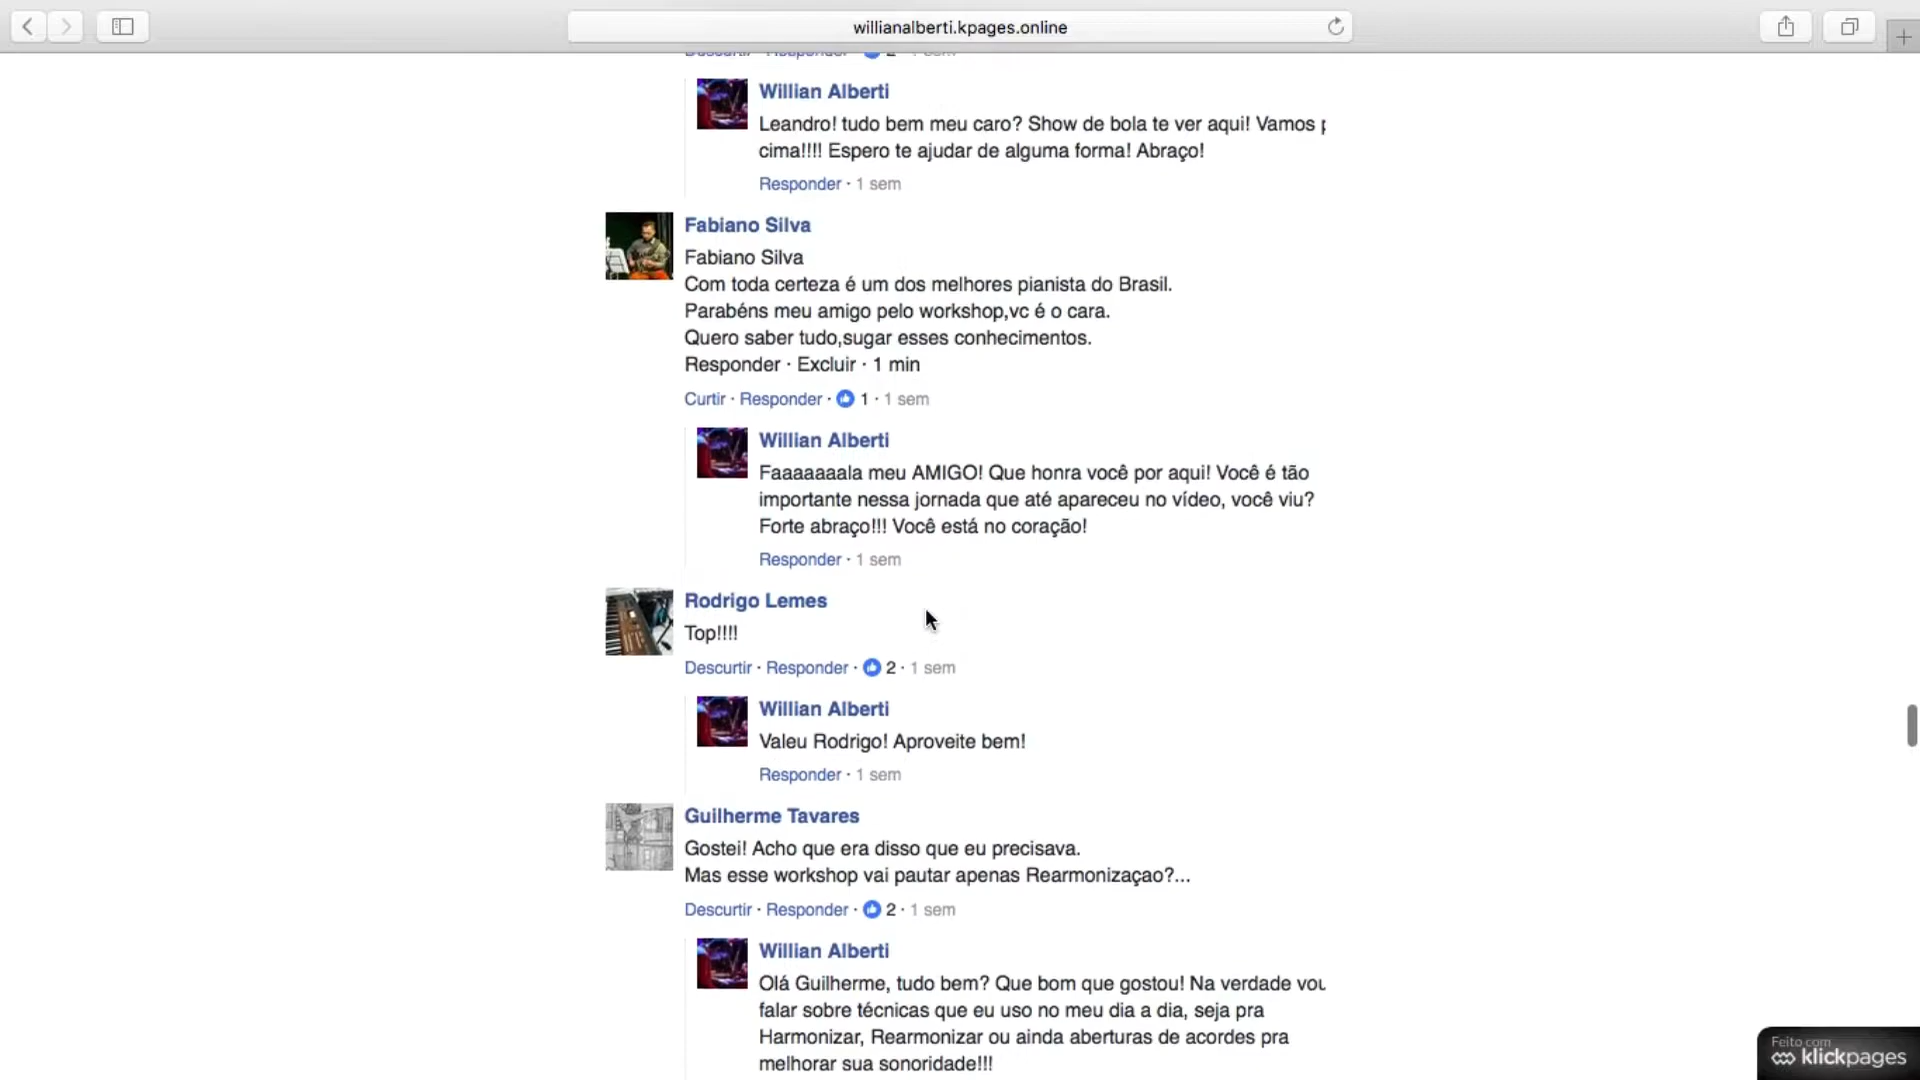 willianalberti.kpages.online
Descurtir · Responder · 2 · 1 sem
Willian Alberti
Leandro! tudo bem meu caro? Show de bola te ver aqui! Vamos
cima!!!! Espero te ajudar de alguma forma! Abraço!
Responder · 1 sem
Fabiano Silva
Fabiano Silva
Com toda certeza é um dos melhores pianista do Brasil.
Parabéns meu amigo pelo workshop,vc é o cara.
Quero saber tudo,sugar esses conhecimentos.
Responder · Excluir · 1 min
Curtir · Responder · 1 · 1 sem
Willian Alberti
Faaaaaaala meu AMIGO! Que honra você por aqui! Você é tão
importante nessa jornada que até apareceu no vídeo, você viu?
Forte abraço!!! Você está no coração!
Responder · 1 sem
Rodrigo Lemes
Top!!!!
Descurtir · Responder · 2 · 1 sem
Willian Alberti
Valeu Rodrigo! Aproveite bem!
Responder · 1 sem
Guilherme Tavares
Gostei! Acho que era disso que eu precisava.
Mas esse workshop vai pautar apenas Rearmonizaçao?...
Descurtir · Responder · 2 · 1 sem
Willian Alberti
Olá Guilherme, tudo bem? Que bom que gostou! Na verdade vou
falar sobre técnicas que eu uso no meu dia a dia, seja pra
Harmonizar, Rearmonizar ou ainda aberturas de acordes pra
melhorar sua sonoridade!!!
Feito com
klickpages